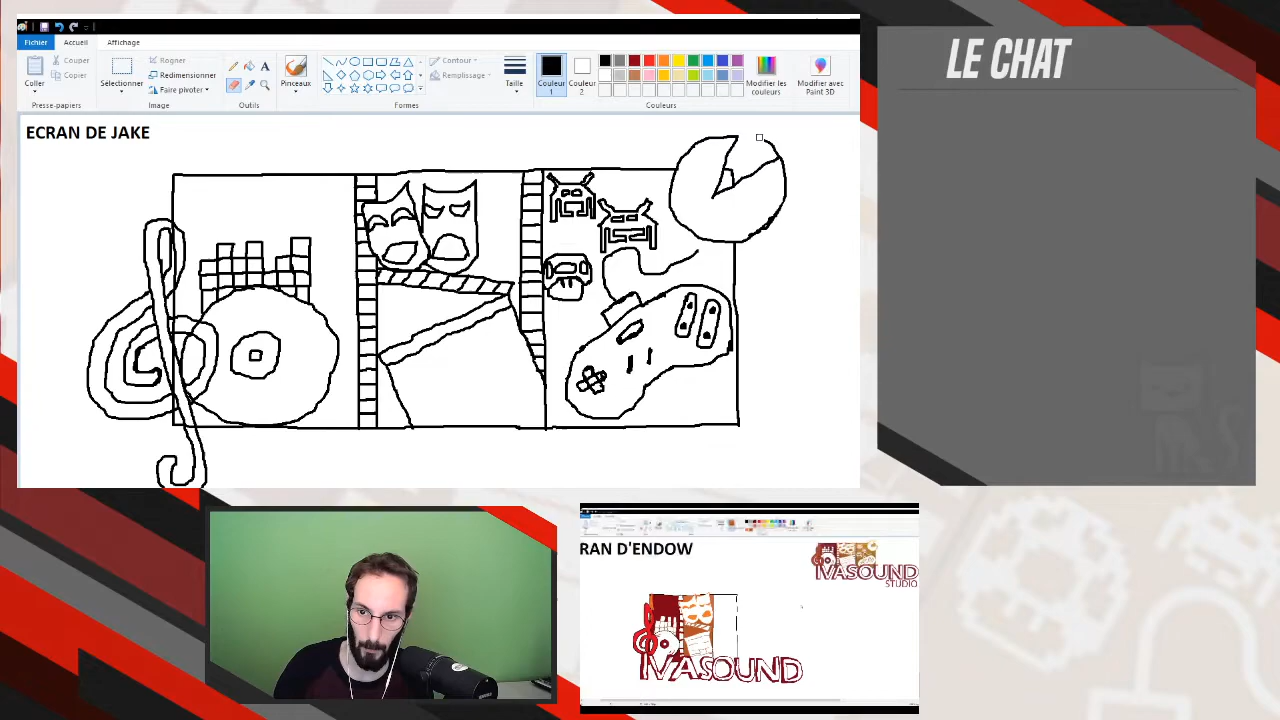 Fichier Accueil Affichage
Coller
Couper
Copier
Presse-papiers
Sélectionner
Rogner
Redimensionner
Faire pivoter
Image
A
Outils
Pinceaux
Contour
Remplissage
Formes
Taille
Couleur 1
Couleur 2
Modifier les couleurs
Couleurs
Modifier avec Paint 3D
ECRAN DE JAKE
LE CHAT
RAN D'ENDOW
IVASOUND
STUDIO
IVASOUND